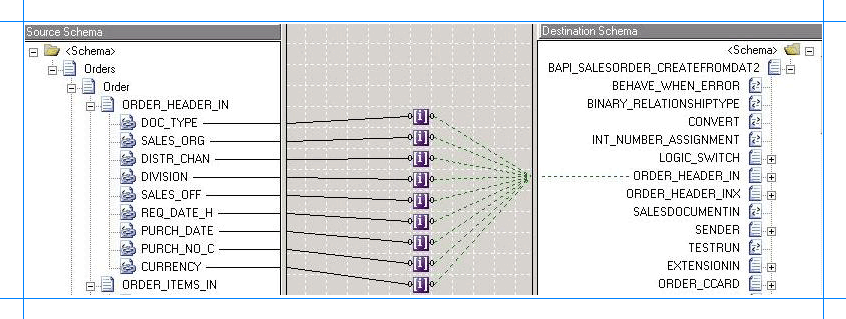 Source Schema
<Schema>
Orders
Order
ORDER_HEADER_IN
DOC_TYPE
SALES_ORG
DISTR_CHAN
DIVISION
SALES_OFF
REQ_DATE_H
PURCH_DATE
PURCH_NO_C
CURRENCY
ORDER_ITEMS_IN
Destination Schema
<Schema>
BAPI_SALESORDER_CREATEFROMDAT2
BEHAVE_WHEN_ERROR
BINARY_RELATIONSHIPTYPE
CONVERT
INT_NUMBER_ASSIGNMENT
LOGIC_SWITCH
ORDER_HEADER_IN
ORDER_HEADER_INX
SALESDOCUMENTIN
SENDER
TESTRUN
EXTENSIONIN
ORDER_CCARD